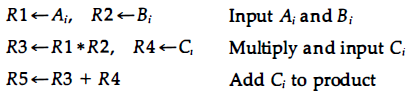 R1←Aᵢ, R2←Bᵢ Input Aᵢ and Bᵢ
R3←R1 * R2, R4←Cᵢ Multiply and input Cᵢ
R5←R3 + R4 Add Cᵢ to product